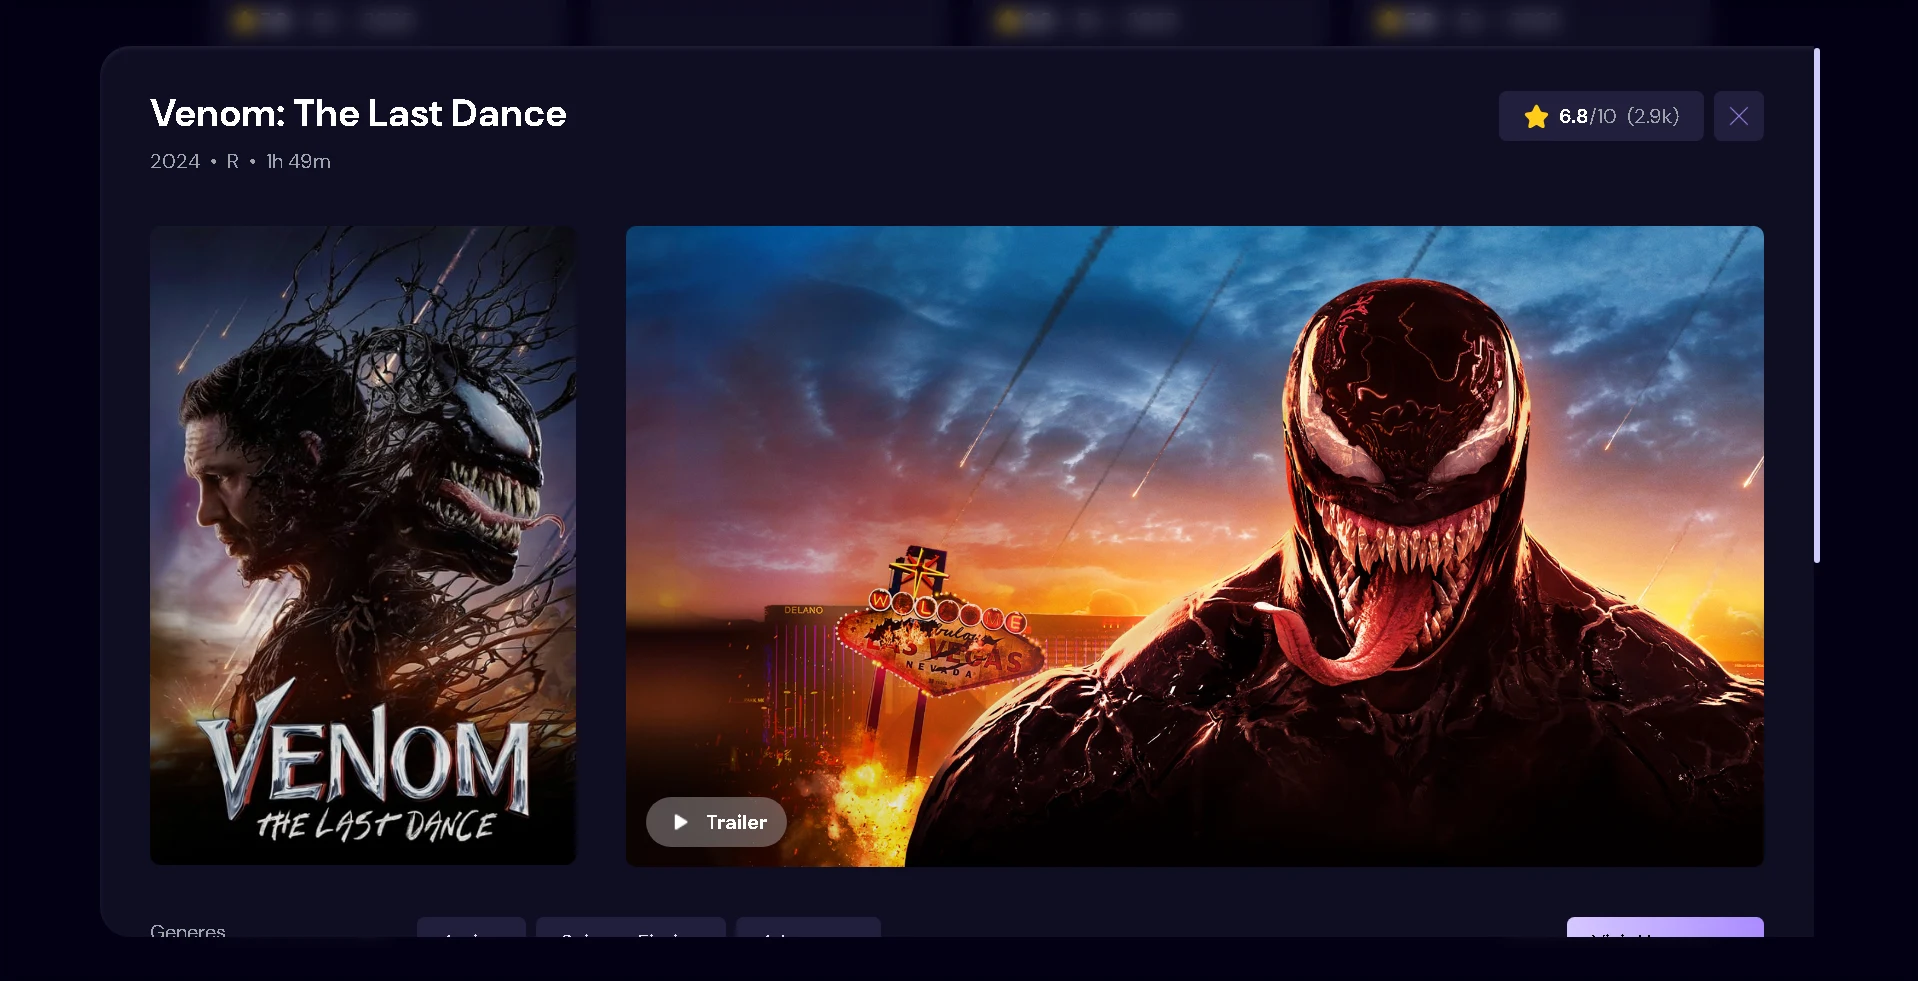 Venom: The Last Dance
6.8/10 (2.9k)
2024 • R • 1h 49m
VENOM
THE LAST DANCE
DELANO
WELCOME
LAS VEGAS
NEVADA
Trailer
Generes